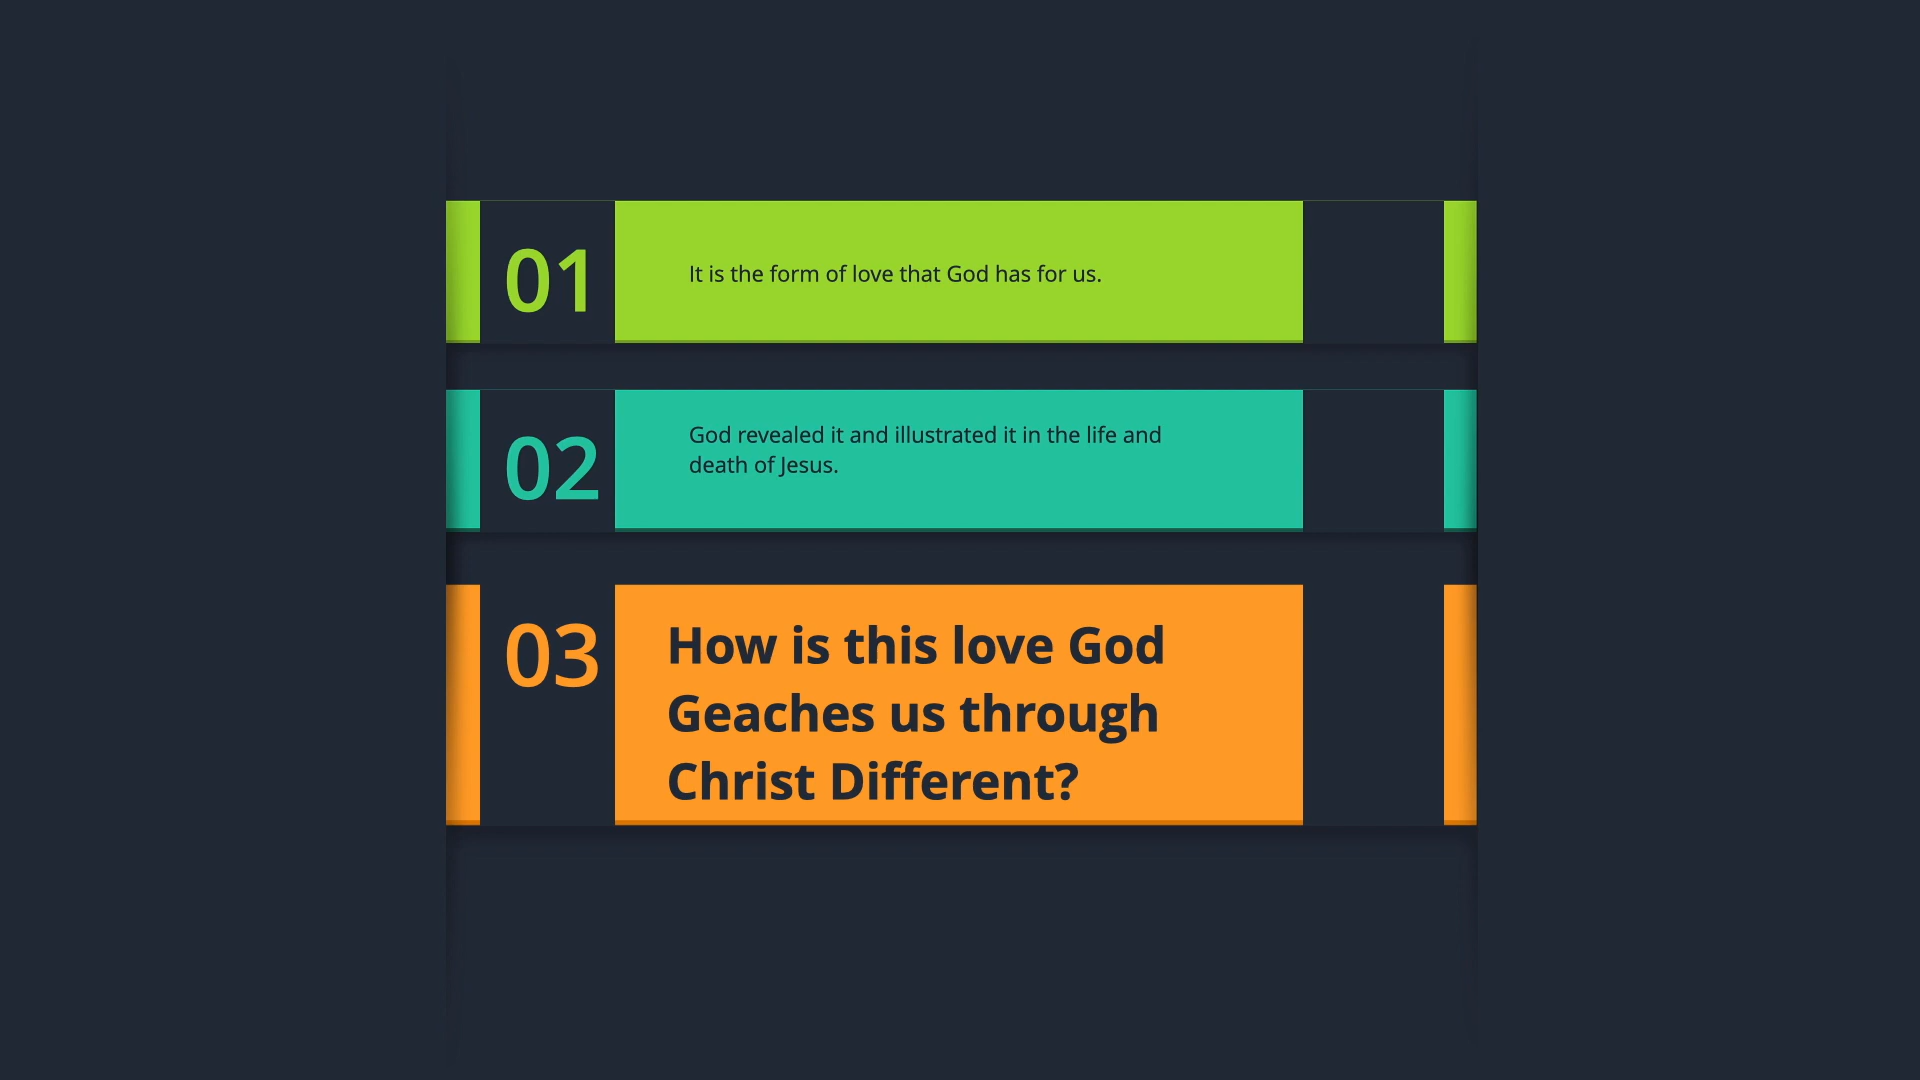 01
It is the form of love that God has for us.
02
God revealed it and illustrated it in the life and
death of Jesus.
03
How is this love God
Geaches us through
Christ Different?